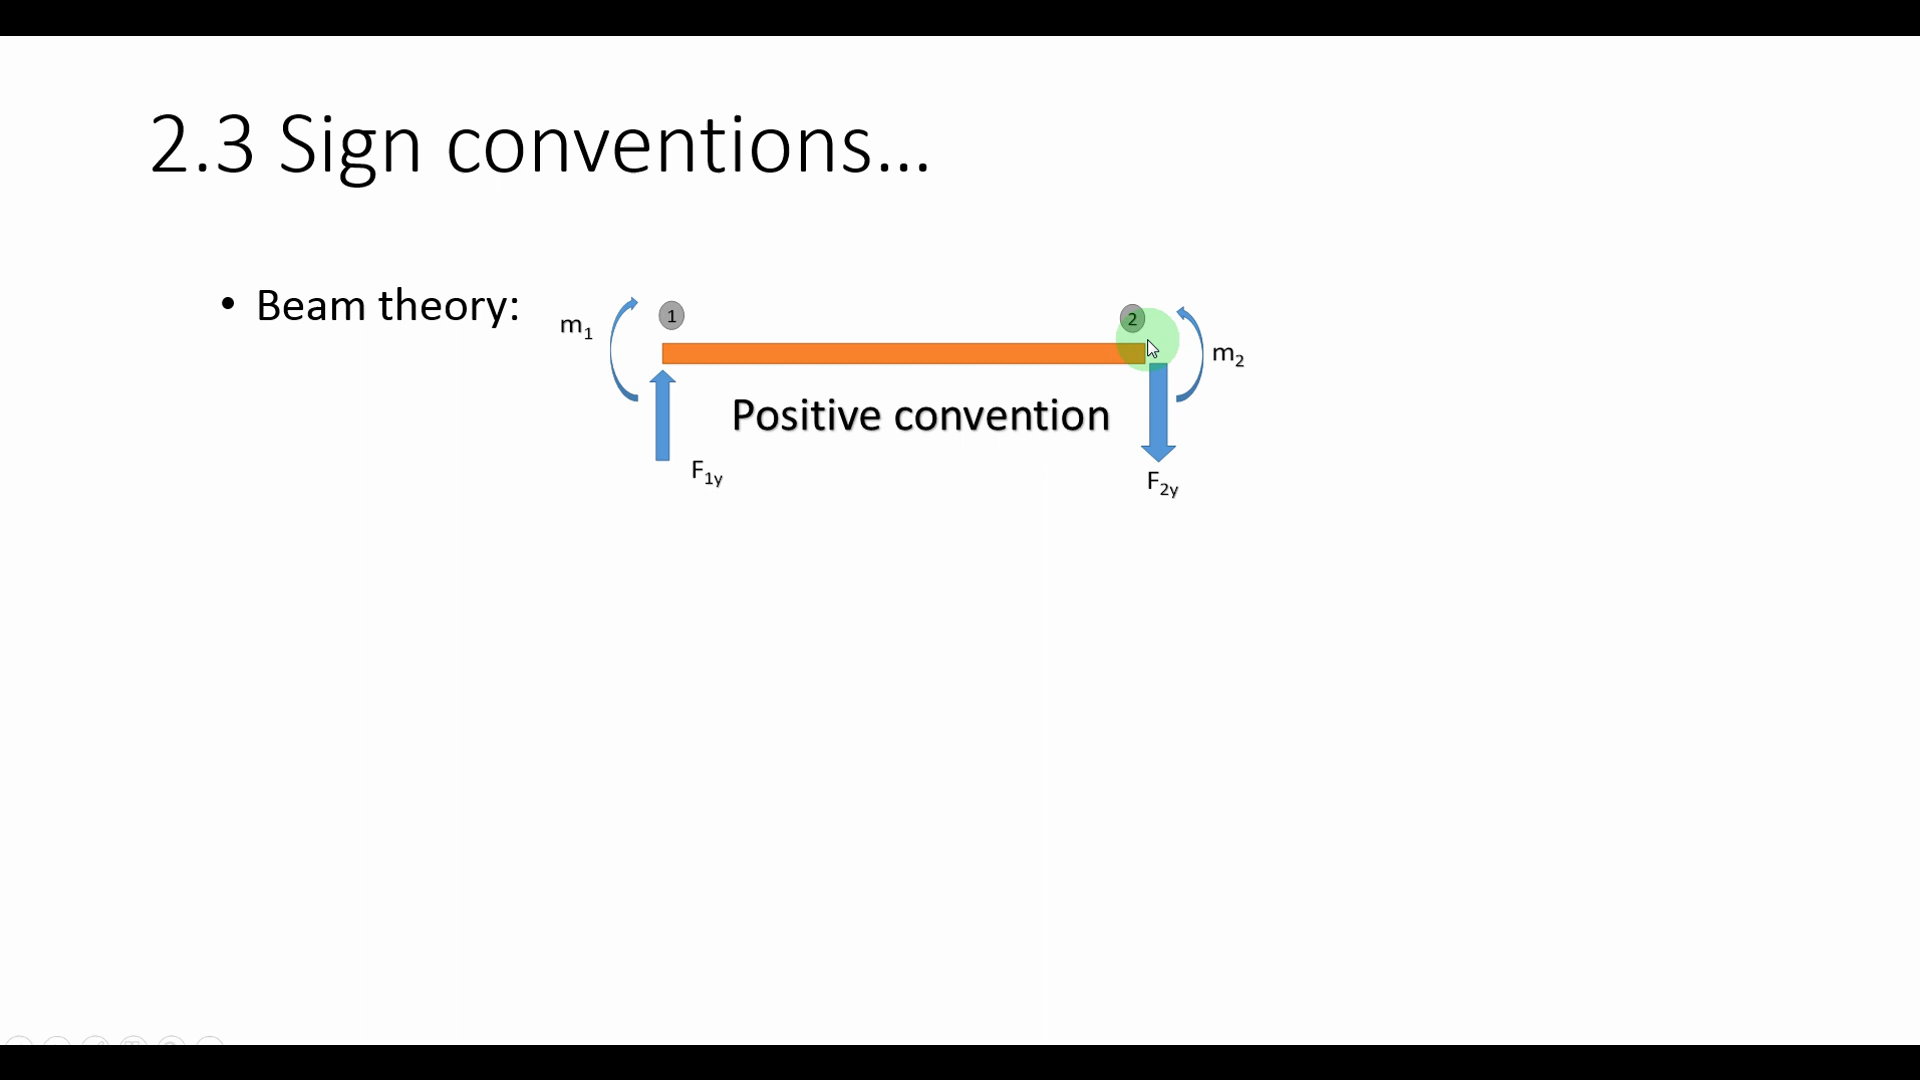 2.3 Sign conventions...
• Beam theory:
m₁
1
2
m₂
Positive convention
F₁y
F₂y